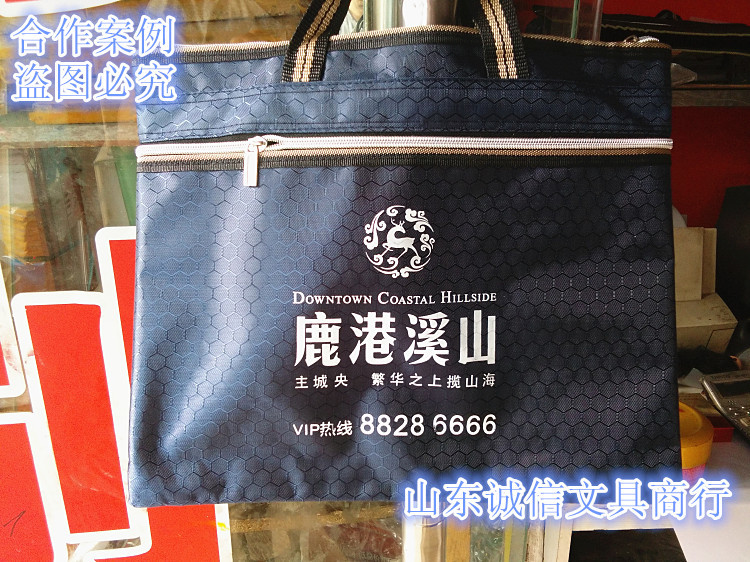 合作案例
盗图必究
DOWNTOWN COASTAL HILLSIDE
鹿港溪山
主城央 繁华之上揽山海
VIP热线 8828 6666
山东诚信文具商行